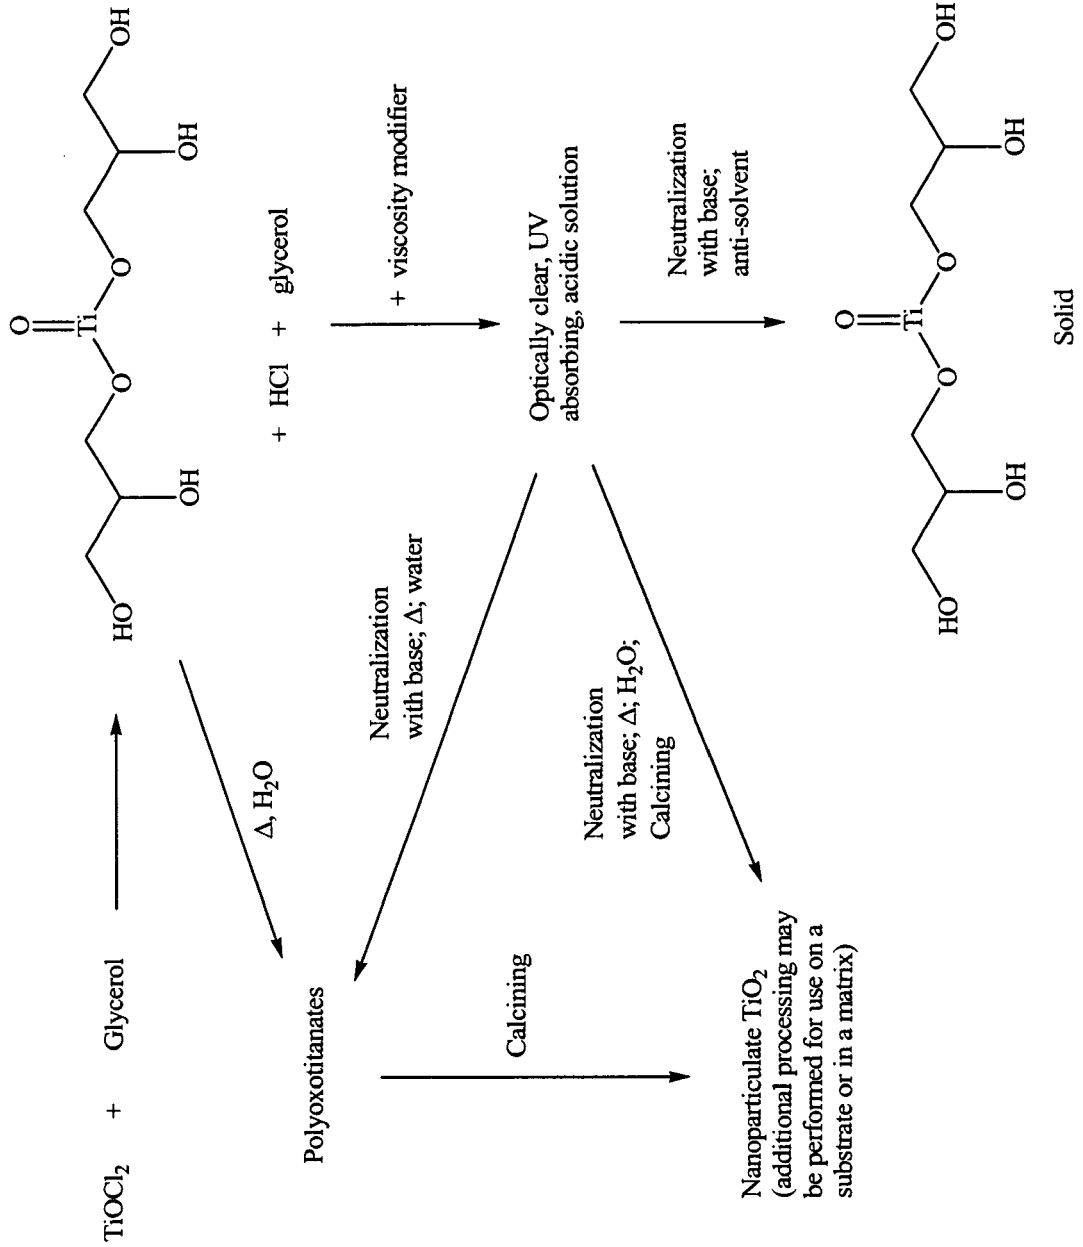 TiOCl2 + Glycerol
O
Ti
O
O
HO
OH
OH
OH
+ HCl + glycerol
Δ, H2O
+ viscosity modifier
Polyoxotitanates
Neutralization
with base; Δ; water
Optically clear, UV
absorbing, acidic solution
Calcining
Neutralization
with base; Δ; H2O;
Calcining
Neutralization
with base;
anti-solvent
Nanoparticulate TiO2
(additional processing may
be performed for use on a
substrate or in a matrix)
O
Ti
O
O
HO
OH
OH
OH
Solid